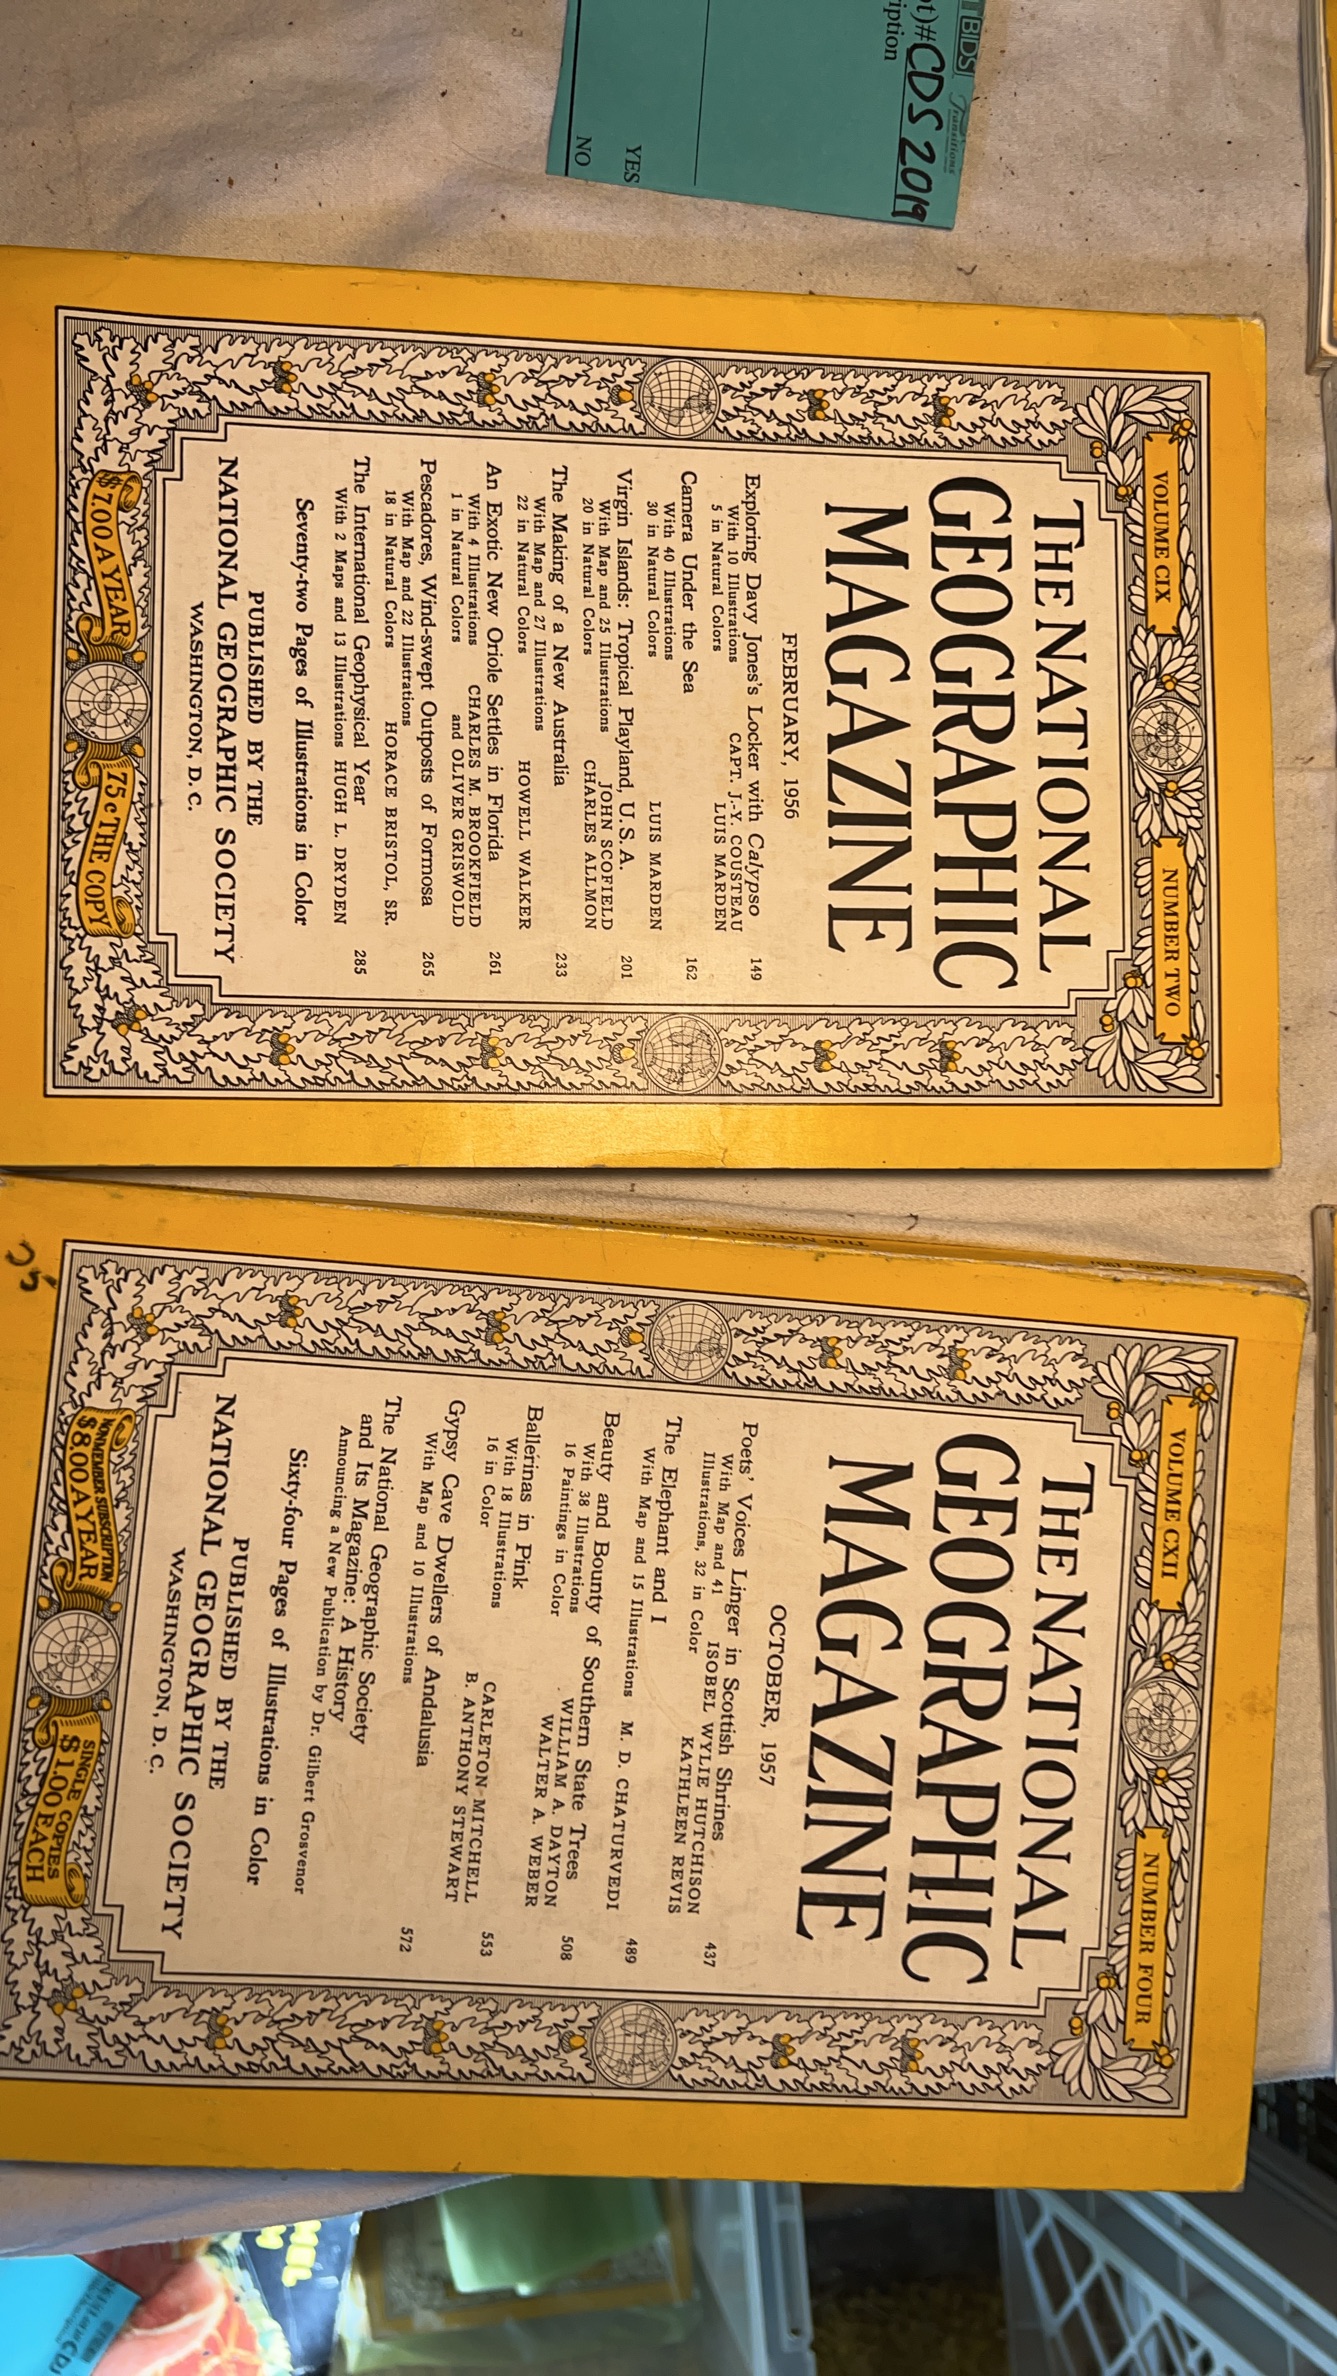 BIDS
Transitions
#CDS 2019
YES
NO
VOLUME CIX
NUMBER TWO
THE NATIONAL
GEOGRAPHIC
MAGAZINE
FEBRUARY, 1956
Exploring Davy Jones's Locker with Calypso 149
With 10 Illustrations CAPT. J.-Y. COUSTEAU
5 in Natural Colors LUIS MARDEN
Camera Under the Sea 162
With 40 Illustrations
30 in Natural Colors LUIS MARDEN
Virgin Islands: Tropical Playland, U.S.A. 201
With Map and 25 Illustrations JOHN SCOFIELD
20 in Natural Colors CHARLES ALLMON
The Making of a New Australia 233
With Map and 27 Illustrations
22 in Natural Colors HOWELL WALKER
An Exotic New Oriole Settles in Florida 261
With 4 Illustrations CHARLES M. BROOKFIELD
1 in Natural Colors and OLIVER GRISWOLD
Pescadores, Wind-swept Outposts of Formosa 265
With Map and 22 Illustrations
18 in Natural Colors HORACE BRISTOL, SR.
The International Geophysical Year 285
With 2 Maps and 13 Illustrations HUGH L. DRYDEN
Seventy-two Pages of Illustrations in Color
PUBLISHED BY THE
NATIONAL GEOGRAPHIC SOCIETY
WASHINGTON, D.C.
$7.00 A YEAR
75c THE COPY
THE NATIONAL GEOGRAPHIC MAGAZINE
October, 1957
VOLUME CXII
NUMBER FOUR
THE NATIONAL
GEOGRAPHIC
MAGAZINE
OCTOBER, 1957
Poets' Voices Linger in Scottish Shrines 437
With Map and 41 ISOBEL WYLIE HUTCHISON
Illustrations, 32 in Color KATHLEEN REVIS
The Elephant and I 489
With Map and 15 Illustrations M. D. CHATURVEDI
Beauty and Bounty of Southern State Trees 508
With 38 Illustrations WILLIAM A. DAYTON
16 Paintings in Color WALTER A. WEBER
Ballerinas in Pink 553
With 18 Illustrations CARLETON MITCHELL
16 in Color B. ANTHONY STEWART
Gypsy Cave Dwellers of Andalusia 572
With Map and 10 Illustrations
The National Geographic Society
and Its Magazine: A History
Announcing a New Publication by Dr. Gilbert Grosvenor
Sixty-four Pages of Illustrations in Color
PUBLISHED BY THE
NATIONAL GEOGRAPHIC SOCIETY
WASHINGTON, D. C.
NONMEMBER SUBSCRIPTION
$8.00 A YEAR
SINGLE COPIES
$1.00 EACH